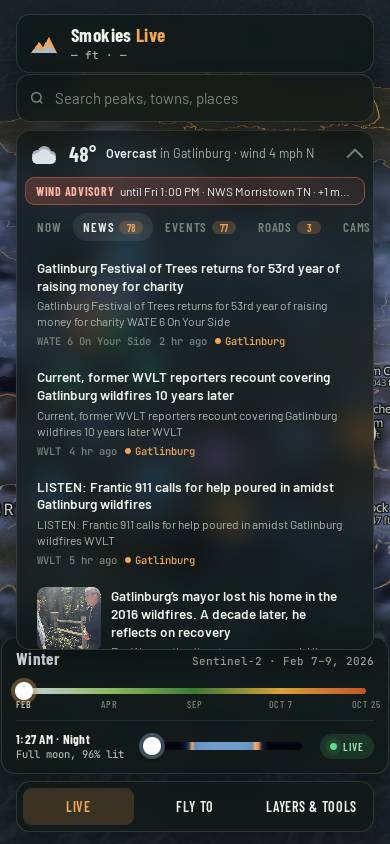 Smokies Live
— ft · —
Search peaks, towns, places
48° Overcast in Gatlinburg · wind 4 mph N
WIND ADVISORY until Fri 1:00 PM · NWS Morristown TN · +1 m…
NOW NEWS 78 EVENTS 77 ROADS 3 CAMS
Gatlinburg Festival of Trees returns for 53rd year of
raising money for charity
Gatlinburg Festival of Trees returns for 53rd year of raising
money for charity WATE 6 On Your Side
WATE 6 On Your Side 2 hr ago Gatlinburg
Current, former WVLT reporters recount covering
Gatlinburg wildfires 10 years later
Current, former WVLT reporters recount covering Gatlinburg
wildfires 10 years later WVLT
WVLT 4 hr ago Gatlinburg
LISTEN: Frantic 911 calls for help poured in amidst
Gatlinburg wildfires
LISTEN: Frantic 911 calls for help poured in amidst Gatlinburg
wildfires WVLT
WVLT 5 hr ago Gatlinburg
Gatlinburg's mayor lost his home in the
2016 wildfires. A decade later, he
reflects on recovery
Winter
Sentinel-2 · Feb 7–9, 2026
FEB APR SEP OCT 7 OCT 25
1:27 AM · Night
Full moon, 96% lit
LIVE
LIVE FLY TO LAYERS & TOOLS